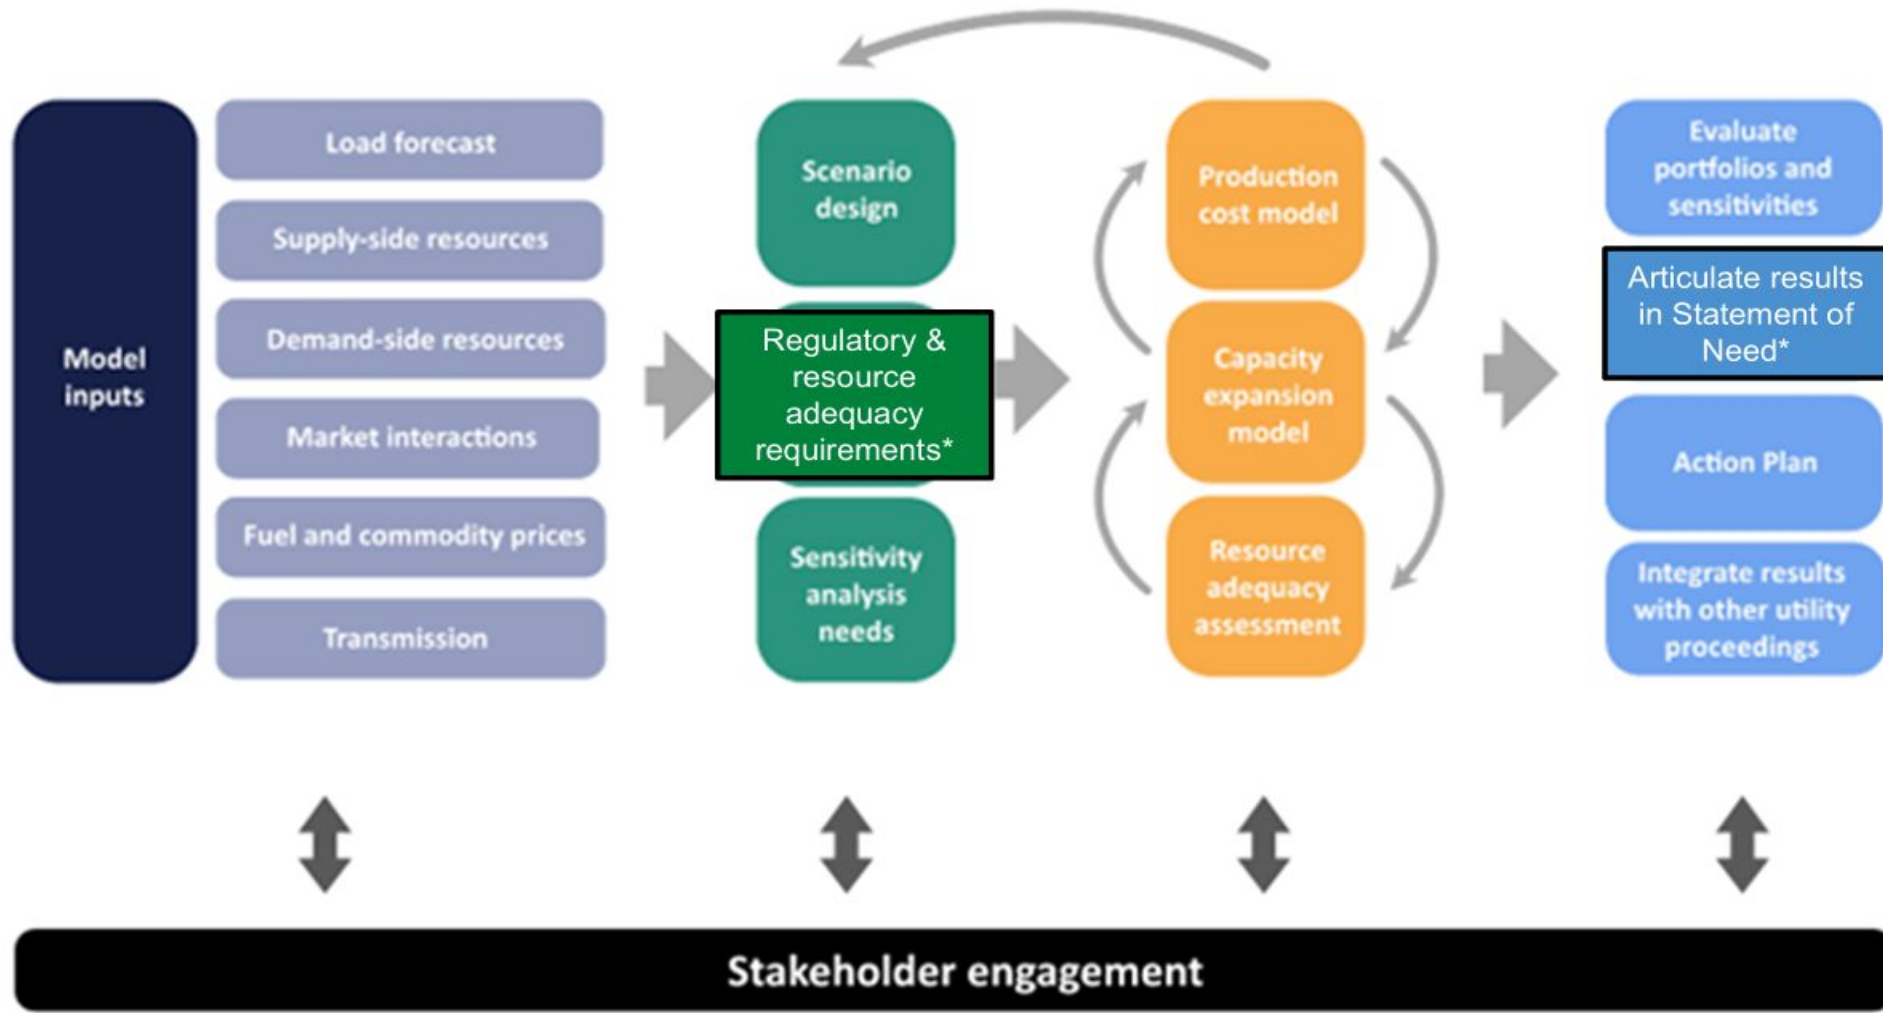 Model
inputs
Load forecast
Supply-side resources
Demand-side resources
Market interactions
Fuel and commodity prices
Transmission
Scenario
design
Regulatory &
resource
adequacy
requirements*
Sensitivity
analysis
needs
Production
cost model
Capacity
expansion
model
Resource
adequacy
assessment
Evaluate
portfolios and
sensitivities
Articulate results
in Statement of
Need*
Action Plan
Integrate results
with other utility
proceedings
Stakeholder engagement